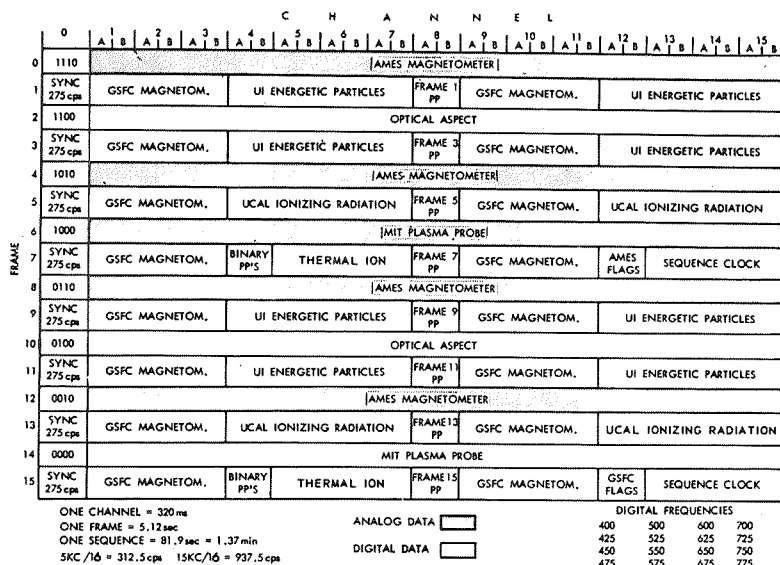 C H A N N E L
0 1 2 3 4 5 6 7 8 9 10 11 12 13 14 15
A B A B A B A B A B A B A B A B A B A B A B A B A B A B A B
FRAME
0 1110 AMES MAGNETOMETER
1 SYNC 275 cps GSFC MAGNETOM. UI ENERGETIC PARTICLES FRAME 1 PP GSFC MAGNETOM. UI ENERGETIC PARTICLES
2 1100 OPTICAL ASPECT
3 SYNC 275 cps GSFC MAGNETOM. UI ENERGETIC PARTICLES FRAME 3 PP GSFC MAGNETOM. UI ENERGETIC PARTICLES
4 1010 AMES MAGNETOMETER
5 SYNC 275 cps GSFC MAGNETOM. UCAL IONIZING RADIATION FRAME 5 PP GSFC MAGNETOM. UCAL IONIZING RADIATION
6 1000 MIT PLASMA PROBE
7 SYNC 275 cps GSFC MAGNETOM. BINARY PP'S THERMAL ION FRAME 7 PP GSFC MAGNETOM. AMES FLAGS SEQUENCE CLOCK
8 0110 AMES MAGNETOMETER
9 SYNC 275 cps GSFC MAGNETOM. UI ENERGETIC PARTICLES FRAME 9 PP GSFC MAGNETOM. UI ENERGETIC PARTICLES
10 0100 OPTICAL ASPECT
11 SYNC 275 cps GSFC MAGNETOM. UI ENERGETIC PARTICLES FRAME 11 PP GSFC MAGNETOM. UI ENERGETIC PARTICLES
12 0010 AMES MAGNETOMETER
13 SYNC 275 cps GSFC MAGNETOM. UCAL IONIZING RADIATION FRAME 13 PP GSFC MAGNETOM. UCAL IONIZING RADIATION
14 0000 MIT PLASMA PROBE
15 SYNC 275 cps GSFC MAGNETOM. BINARY PP'S THERMAL ION FRAME 15 PP GSFC MAGNETOM. GSFC FLAGS SEQUENCE CLOCK
ONE CHANNEL = 320 ms
ONE FRAME = 5.12 sec
ONE SEQUENCE = 81.9 sec = 1.37 min
5KC/16 = 312.5 cps 15KC/16 = 937.5 cps
ANALOG DATA
DIGITAL DATA
DIGITAL FREQUENCIES
400 500 600 700
425 525 625 725
450 550 650 750
475 575 675 775